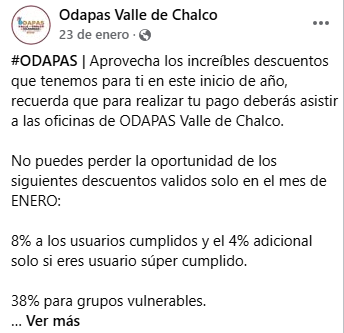 ODAPAS
Odapas Valle de Chalco
23 de enero ·
#ODAPAS | Aprovecha los increíbles descuentos
que tenemos para ti en este inicio de año,
recuerda que para realizar tu pago deberás asistir
a las oficinas de ODAPAS Valle de Chalco.
No puedes perder la oportunidad de los
siguientes descuentos validos solo en el mes de
ENERO:
8% a los usuarios cumplidos y el 4% adicional
solo si eres usuario súper cumplido.
38% para grupos vulnerables.
... Ver más